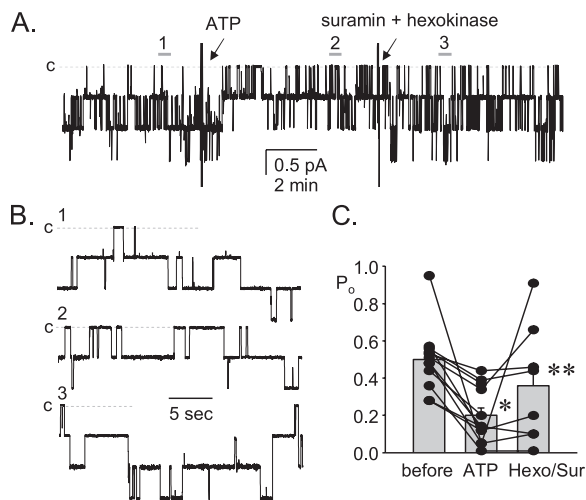 A.
ATP
suramin + hexokinase
1
2
3
c
0.5 pA
2 min
B.
1
c
2
c
3
c
5 sec
C.
Po
1.0
0.8
0.6
0.4
0.2
0.0
*
**
before
ATP
Hexo/Sur